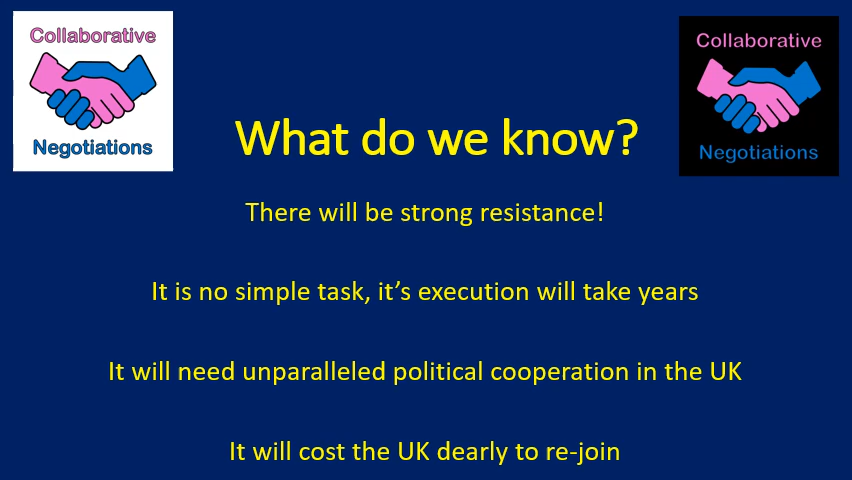 Collaborative
Negotiations
Collaborative
Negotiations
What do we know?
There will be strong resistance!
It is no simple task, it’s execution will take years
It will need unparalleled political cooperation in the UK
It will cost the UK dearly to re-join